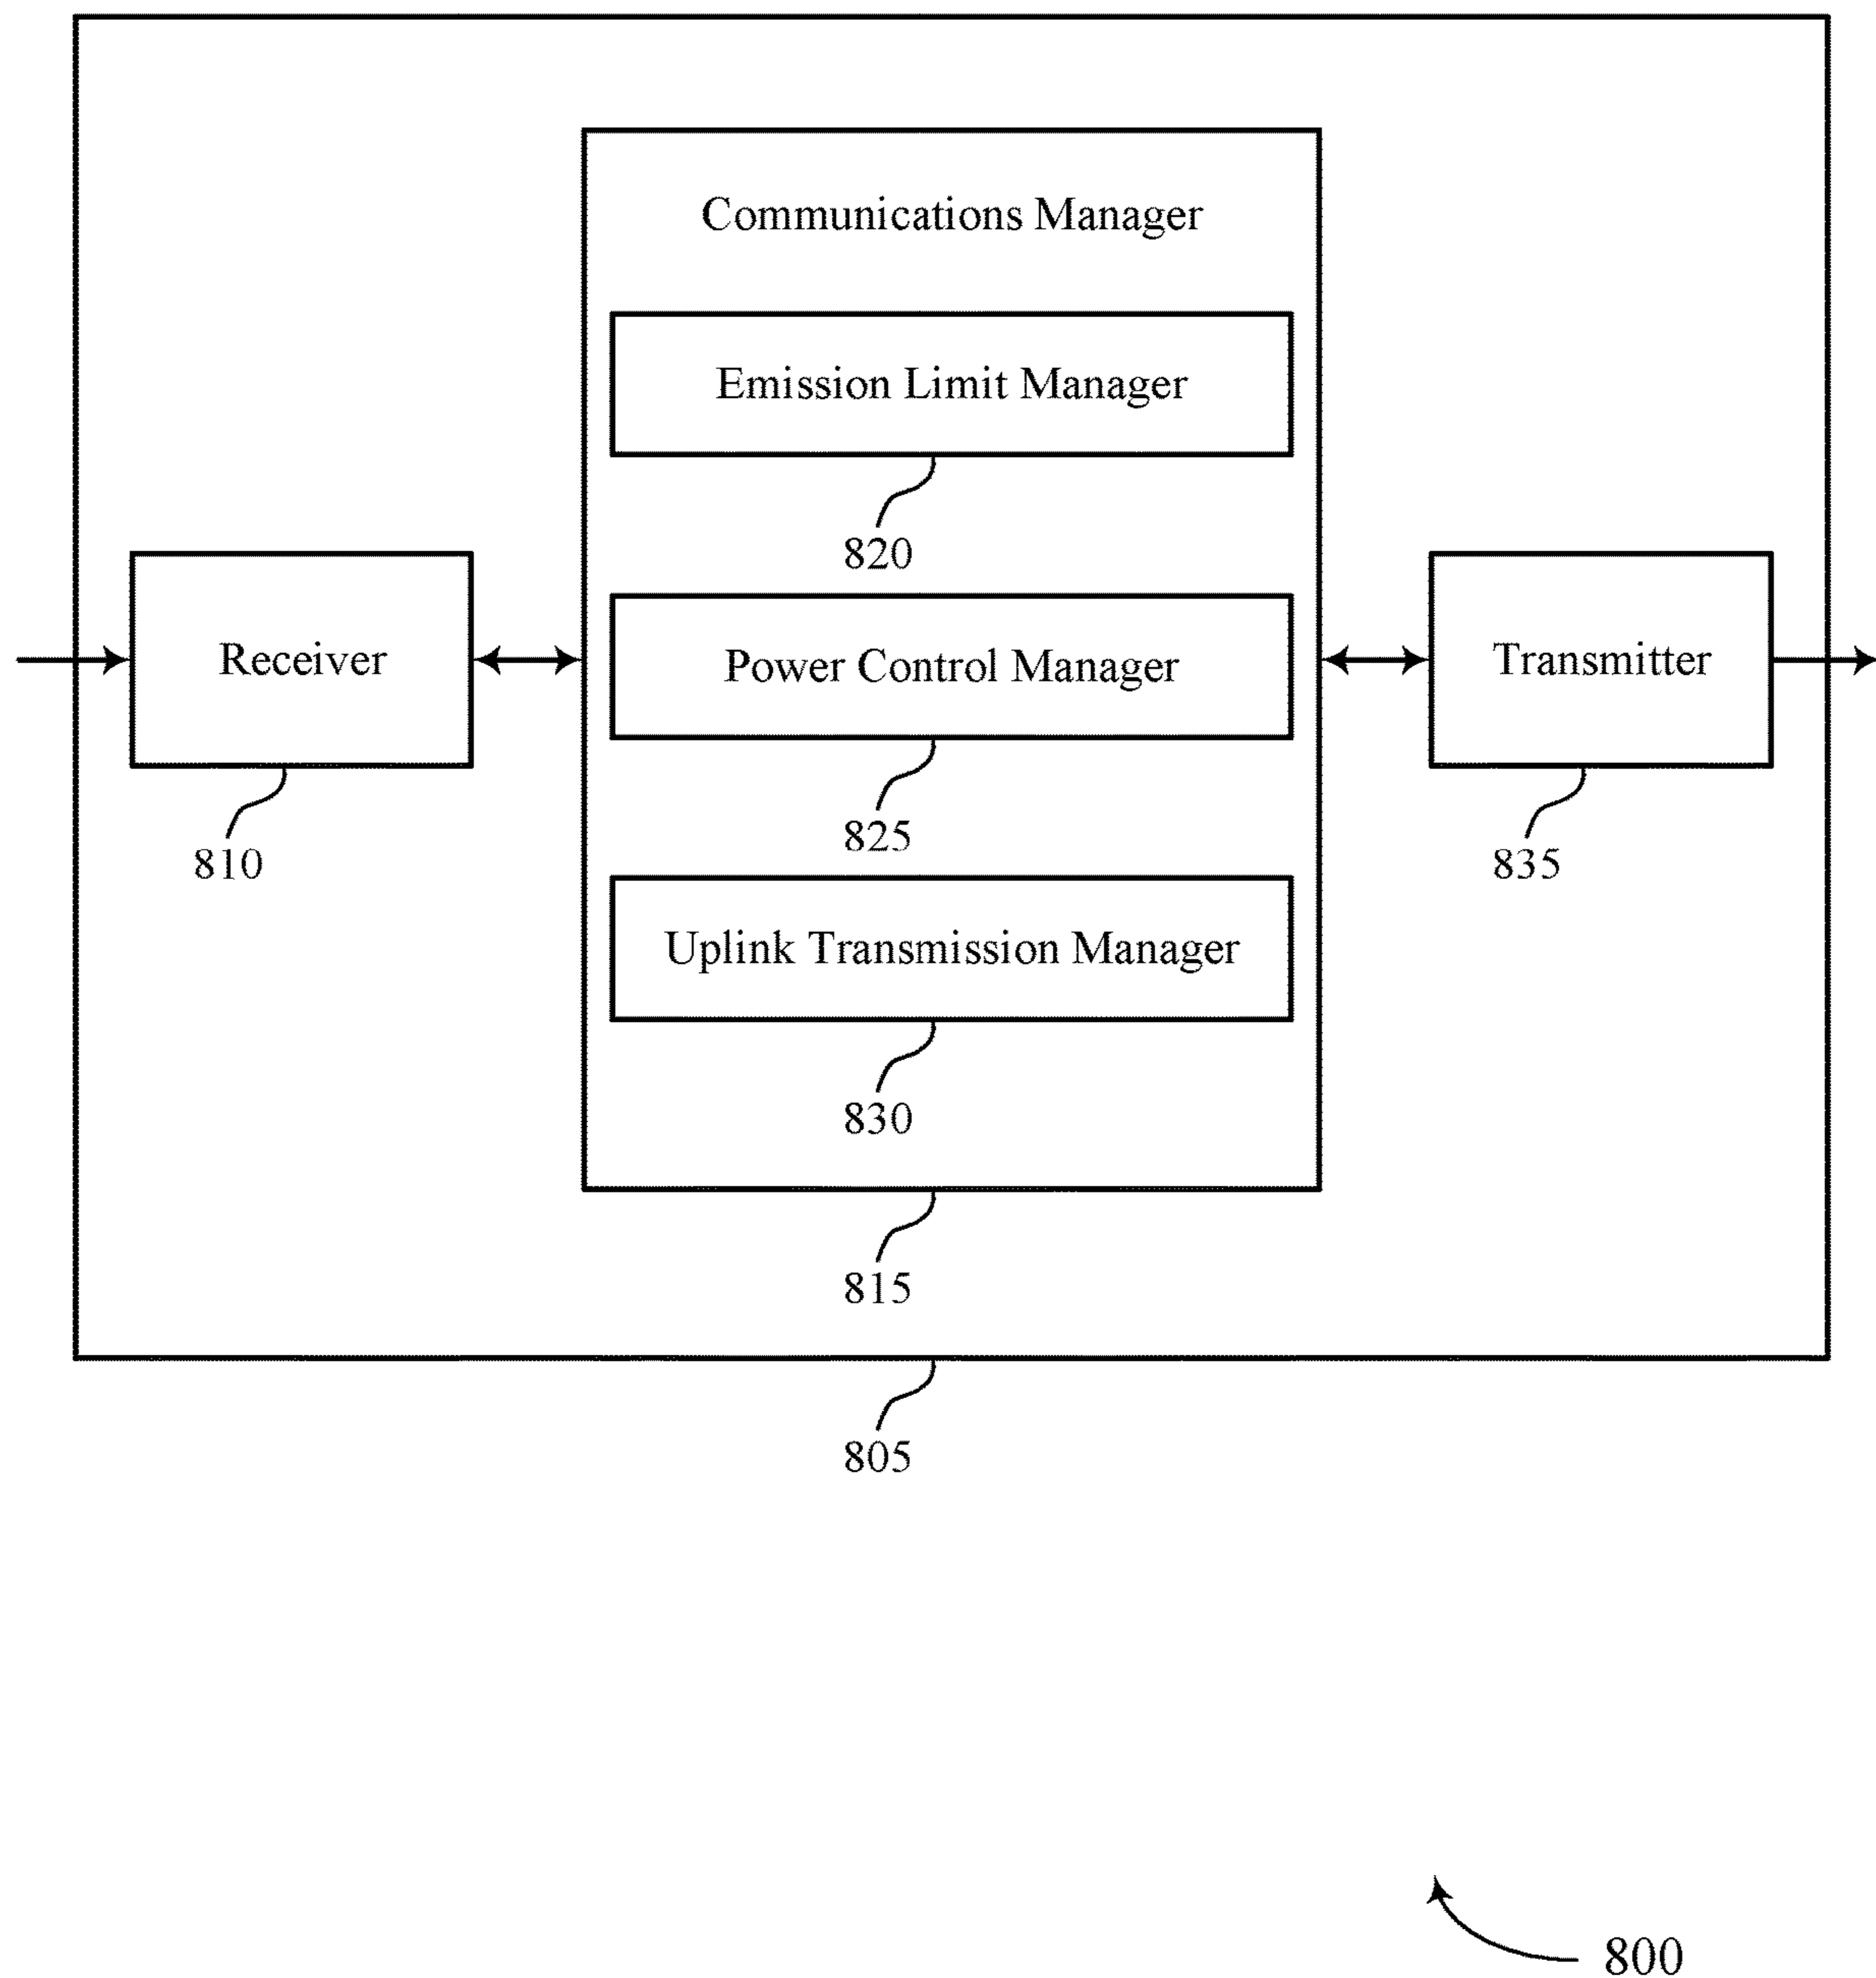 Communications Manager
Emission Limit Manager
820
Receiver
Power Control Manager
Transmitter
810
825
835
Uplink Transmission Manager
830
815
805
800